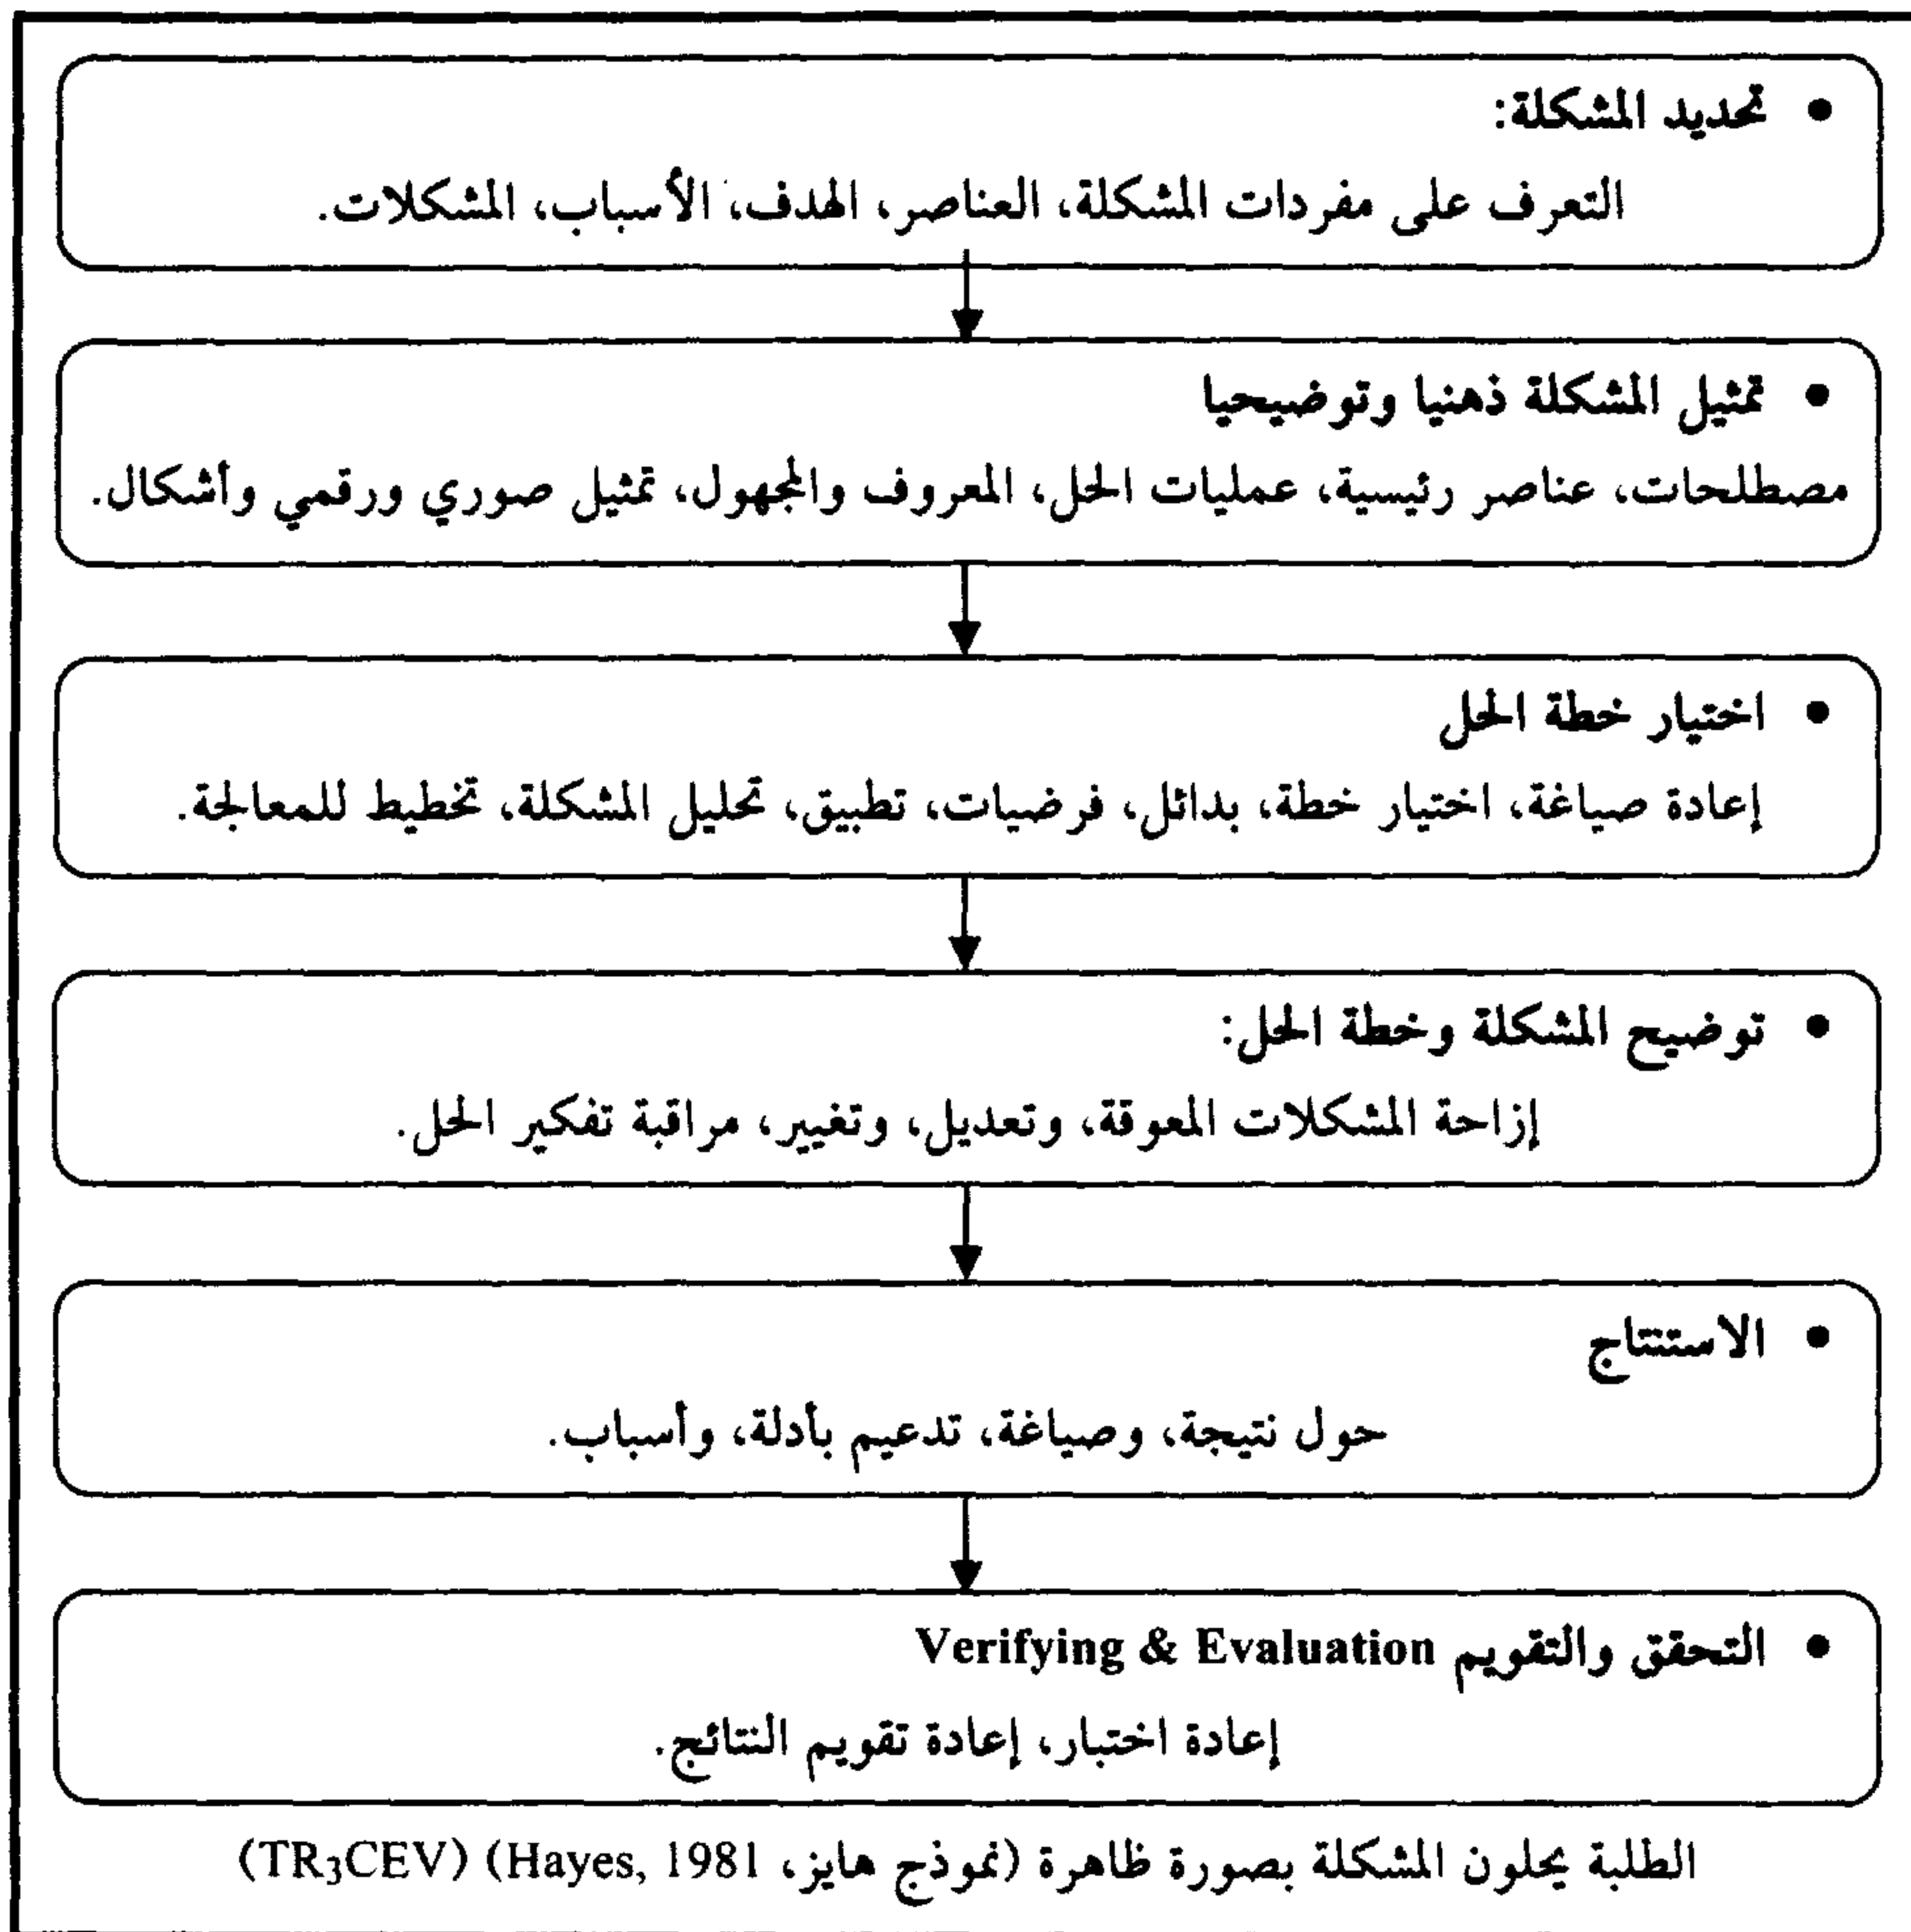 • تحديد المشكلة:
التعرف على مفردات المشكلة، العناصر، الهدف، الأسباب، المشكلات.
• تمثيل المشكلة ذهنيا وتوضيحيا
مصطلحات، عناصر رئيسية، عمليات الحل، المعروف والمجهول، تمثيل صوري ورقمي وأشكال.
• اختيار خطة الحل
إعادة صياغة، اختيار خطة، بدائل، فرضيات، تطبيق، تحليل المشكلة، تخطيط للمعالجة.
• توضيح المشكلة وخطة الحل:
إزاحة المشكلات المعوقة، وتعديل، وتغيير، مراقبة تفكير الحل.
• الاستنتاج
حول نتيجة، وصياغة، تدعيم بأدلة، وأسباب.
• التحقق والتقويم Verifying & Evaluation
إعادة اختبار، إعادة تقويم النتائج.
الطلبة يحلون المشكلة بصورة ظاهرة (نموذج هايز، Hayes, 1981) (TR₃CEV)